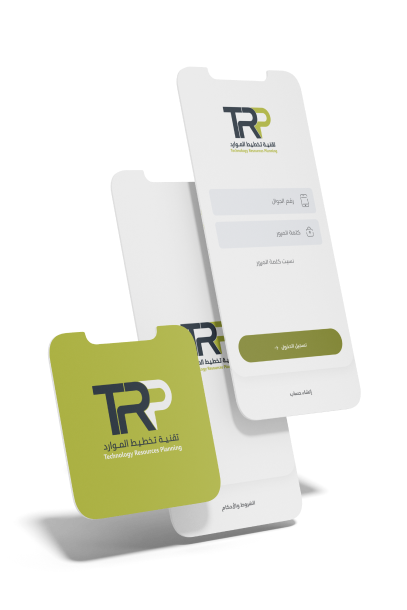 TRP
تقنية تخطيط الموارد
Technology Resources Planning
رقم الجوال
كلمة المرور
نسيت كلمة المرور
تسجيل الدخول
إنشاء حساب
TRP
الشروط والأحكام
TRP
تقنية تخطيط الموارد
Technology Resources Planning